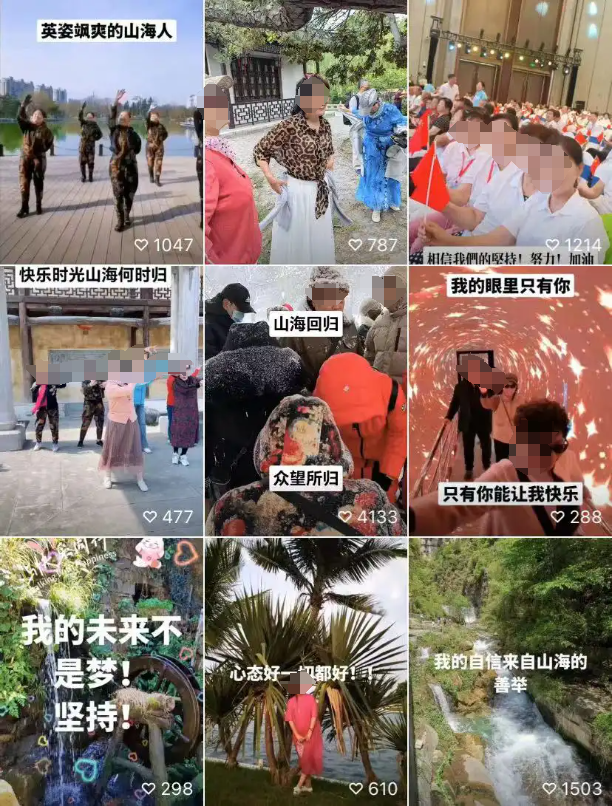 英姿飒爽的山海人
♡ 1047
♡ 787
相信我們的堅持！努力！加油
♡ 1214
快乐时光山海何时归
♡ 477
山海回归
众望所归
♡ 4133
我的眼里只有你
只有你能让我快乐
♡ 288
我的未来不
是梦！
坚持！
♡ 298
心态好一切都好！！
♡ 610
我的自信来自山海的
善举
♡ 1503